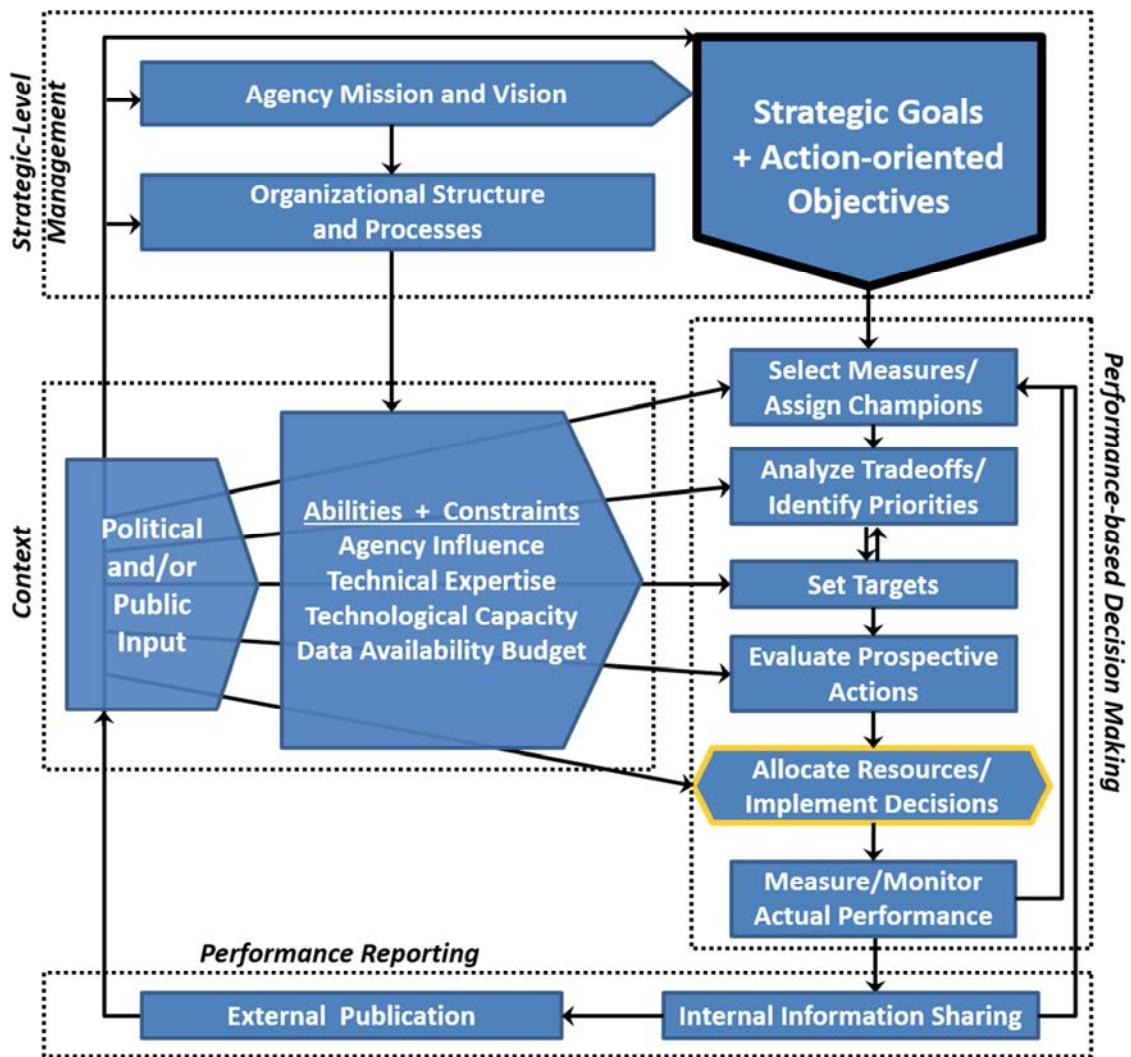 Strategic-Level
Management
Agency Mission and Vision
Organizational Structure
and Processes
Strategic Goals
+ Action-oriented
Objectives
Context
Political
and/or
Public
Input
Abilities + Constraints
Agency Influence
Technical Expertise
Technological Capacity
Data Availability Budget
Performance-based Decision Making
Select Measures/
Assign Champions
Analyze Tradeoffs/
Identify Priorities
Set Targets
Evaluate Prospective
Actions
Allocate Resources/
Implement Decisions
Measure/Monitor
Actual Performance
Performance Reporting
External Publication
Internal Information Sharing